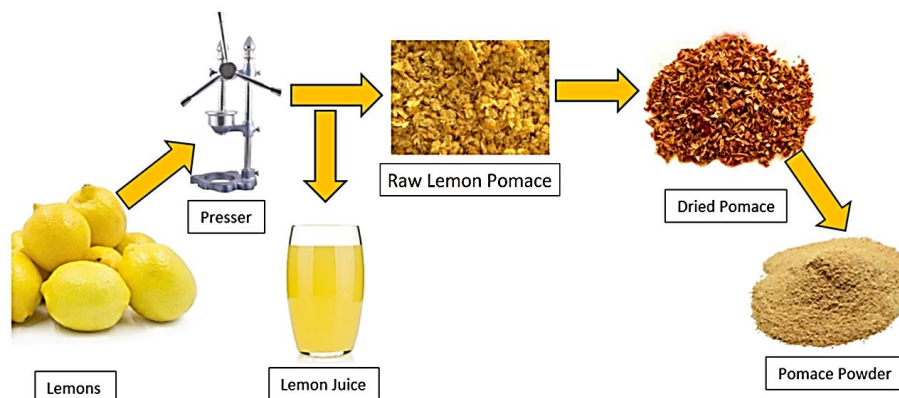 Presser
Raw Lemon Pomace
Dried Pomace
Lemons
Lemon Juice
Pomace Powder